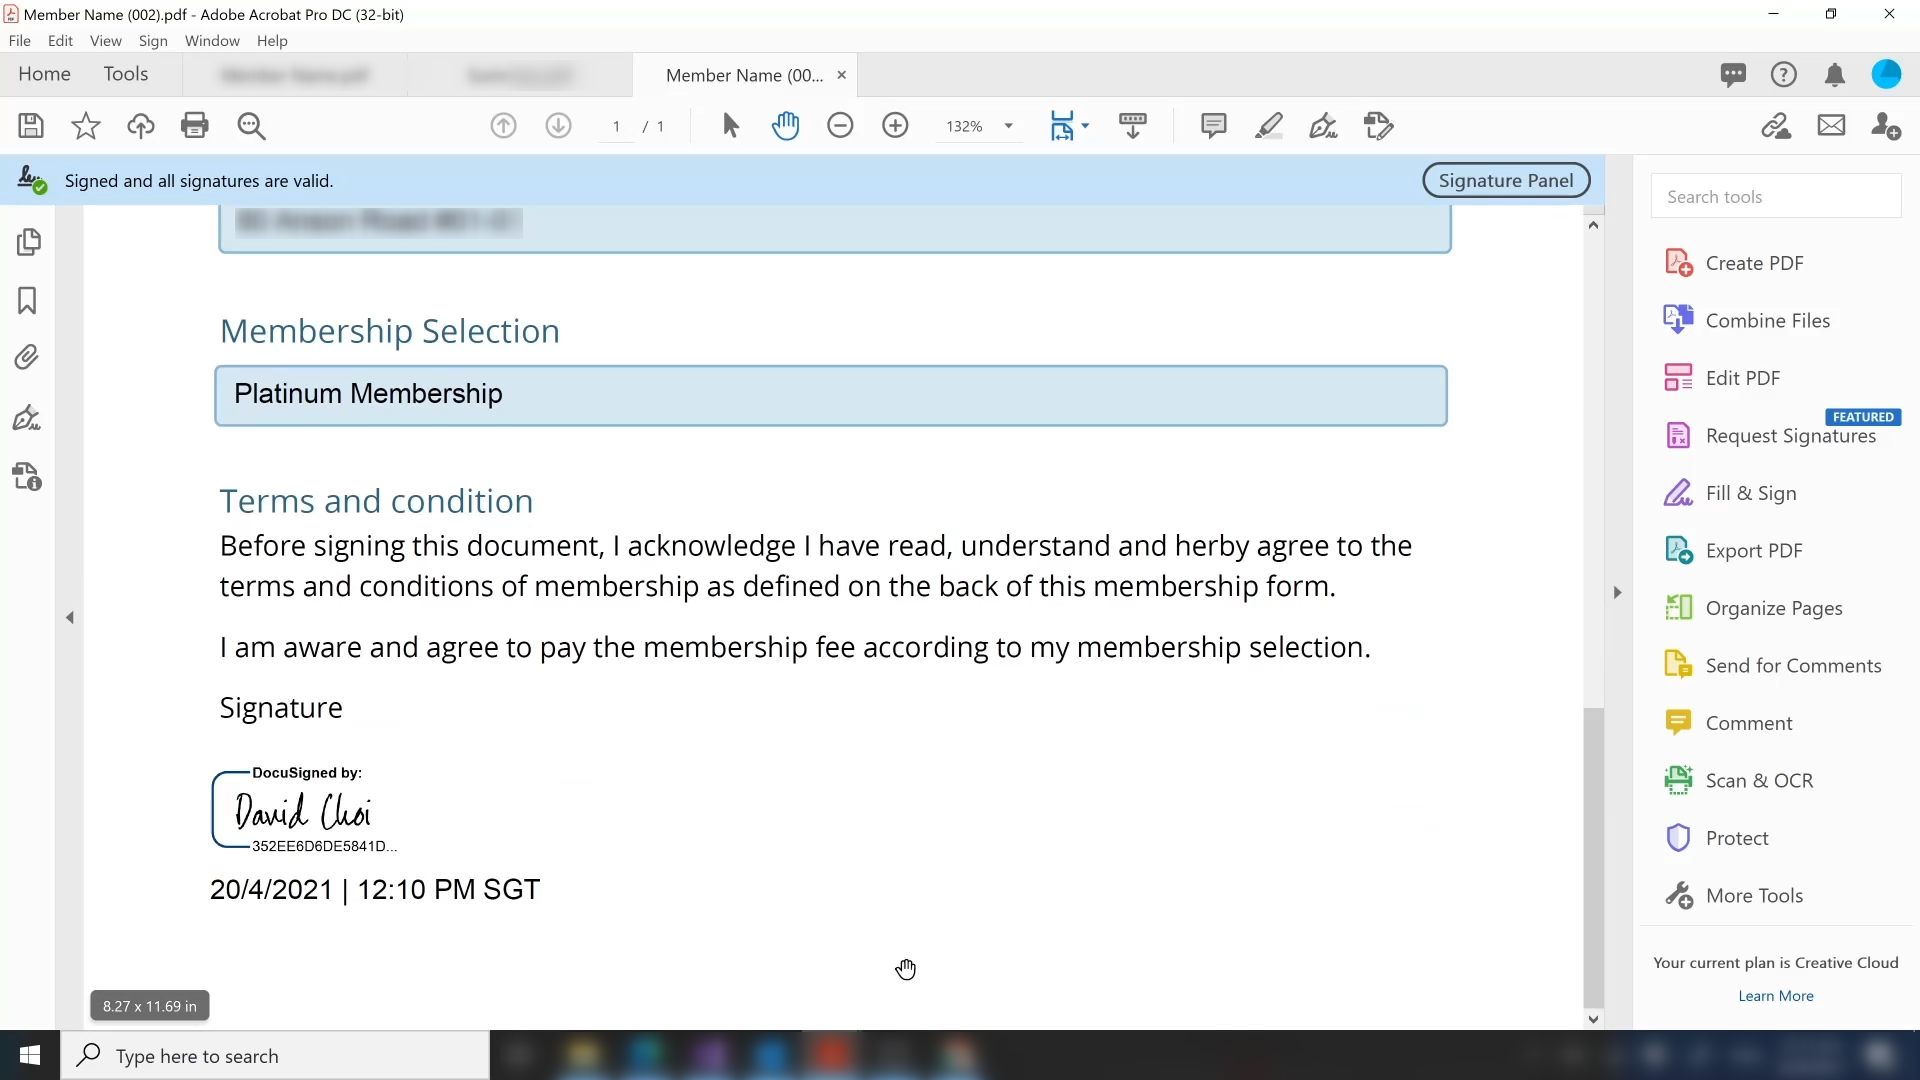 Member Name (002).pdf - Adobe Acrobat Pro DC (32-bit)
File Edit View Sign Window Help
Home Tools Member Name (00... ×
1 / 1 132%
Signed and all signatures are valid.
Signature Panel
Membership Selection
Platinum Membership
Terms and condition
Before signing this document, I acknowledge I have read, understand and herby agree to the
terms and conditions of membership as defined on the back of this membership form.
I am aware and agree to pay the membership fee according to my membership selection.
Signature
DocuSigned by:
David Choi
352EE6D6DE5841D...
20/4/2021 | 12:10 PM SGT
8.27 x 11.69 in
Search tools
Create PDF
Combine Files
Edit PDF
FEATURED
Request Signatures
Fill & Sign
Export PDF
Organize Pages
Send for Comments
Comment
Scan & OCR
Protect
More Tools
Your current plan is Creative Cloud
Learn More
Type here to search